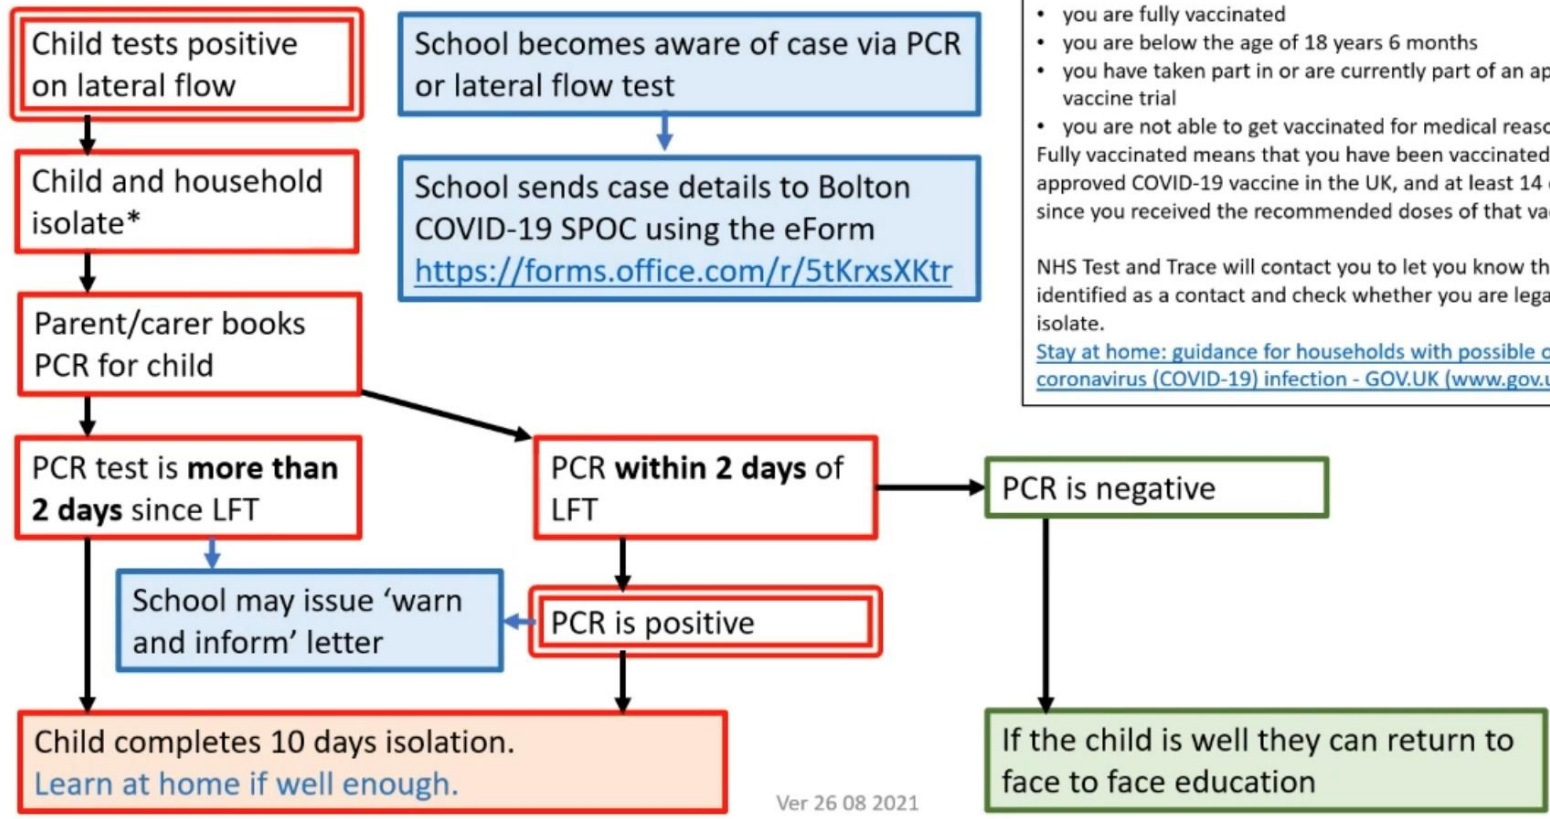 Child tests positive
on lateral flow
Child and household
isolate*
Parent/carer books
PCR for child
PCR test is more than
2 days since LFT
School becomes aware of case via PCR
or lateral flow test
School sends case details to Bolton
COVID-19 SPOC using the eForm
https://forms.office.com/r/5tKrxsXKtr
• you are fully vaccinated
• you are below the age of 18 years 6 months
• you have taken part in or are currently part of an ap
vaccine trial
• you are not able to get vaccinated for medical reaso
Fully vaccinated means that you have been vaccinated
approved COVID-19 vaccine in the UK, and at least 14
since you received the recommended doses of that va
NHS Test and Trace will contact you to let you know th
identified as a contact and check whether you are lega
isolate.
Stay at home: guidance for households with possible o
coronavirus (COVID-19) infection - GOV.UK (www.gov.u
PCR within 2 days of
LFT
PCR is negative
School may issue ‘warn
and inform’ letter
PCR is positive
Child completes 10 days isolation.
Learn at home if well enough.
If the child is well they can return to
face to face education
Ver 26 08 2021